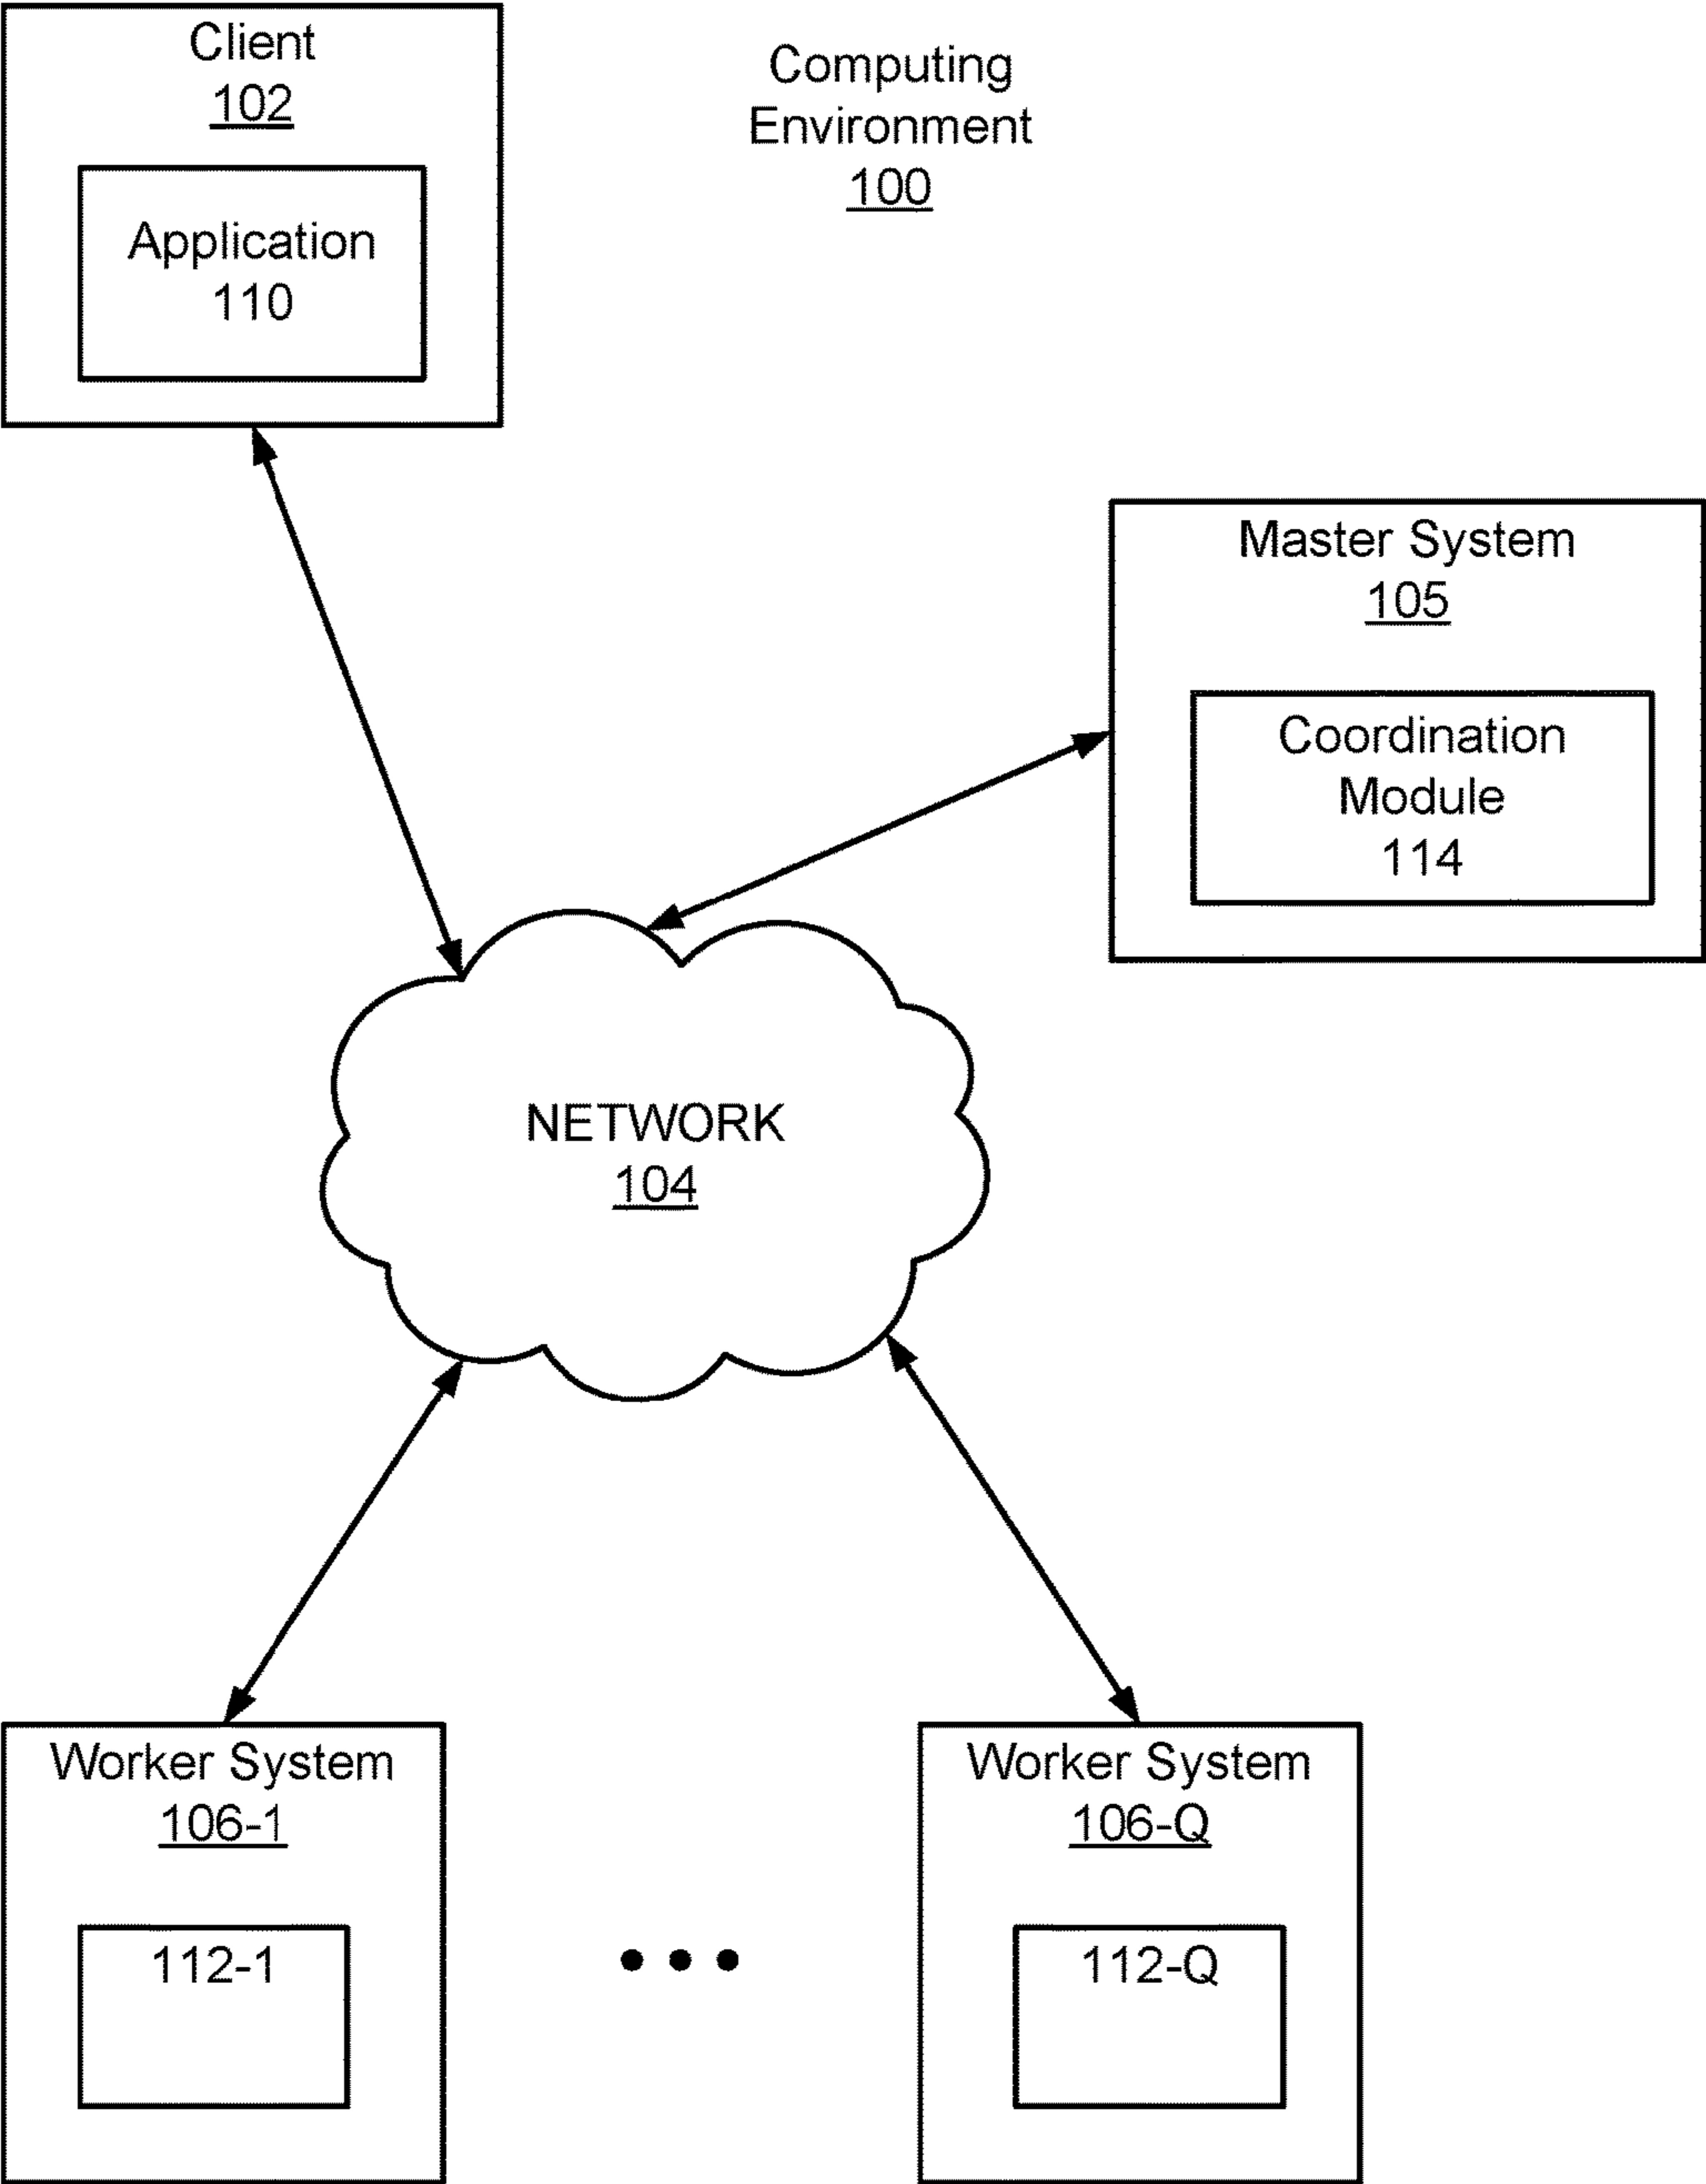 Client
102
Application
110
Computing
Environment
100
Master System
105
Coordination
Module
114
NETWORK
104
Worker System
106-1
112-1
Worker System
106-Q
112-Q